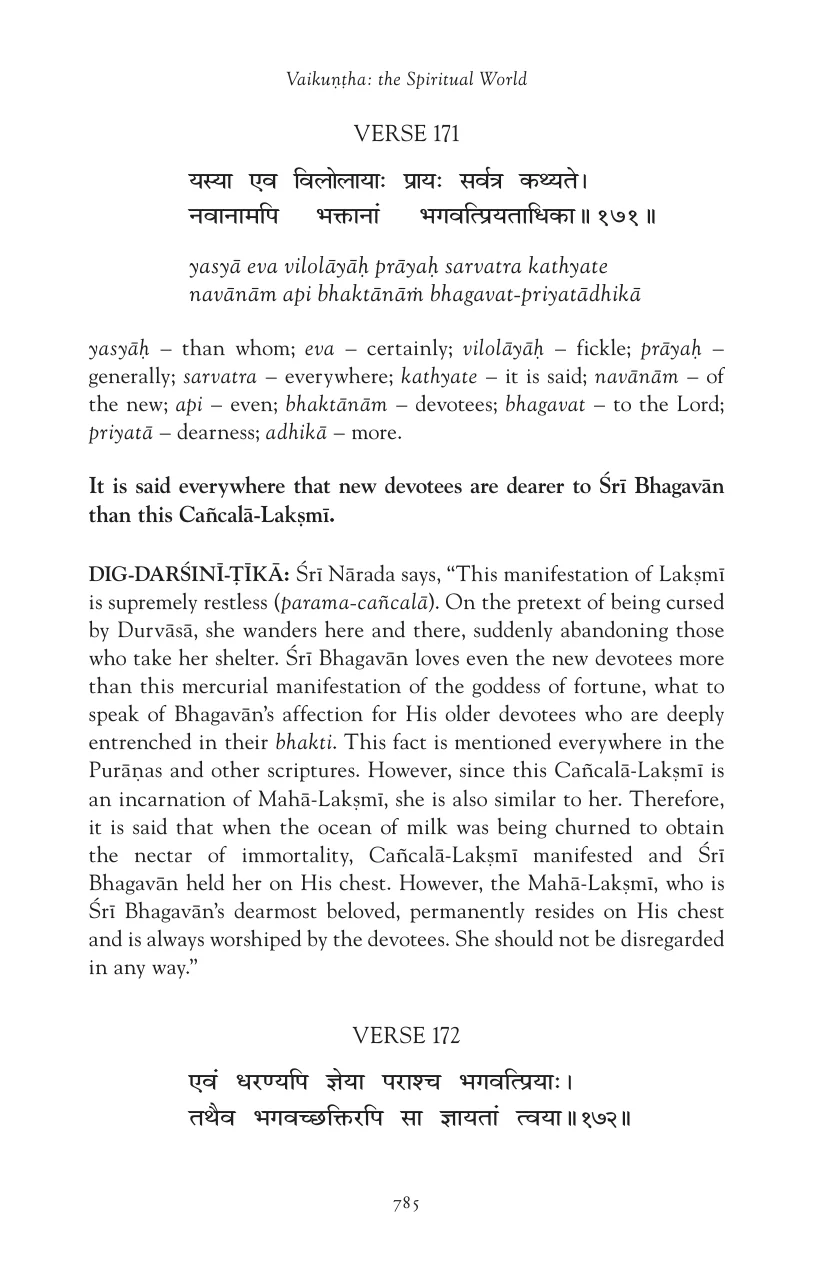 Vaikuṇṭha: the Spiritual World
VERSE 171
यस्या एव विलोलायाः प्रायः सर्वत्र कथ्यते।
नवानामपि भक्तानां भगवत्प्रियताधिका॥१७१॥
yasyā eva vilolāyāḥ prāyaḥ sarvatra kathyate
navānām api bhaktānāṁ bhagavat-priyatādhikā
yasyāḥ – than whom; eva – certainly; vilolāyāḥ – fickle; prāyaḥ –
generally; sarvatra – everywhere; kathyate – it is said; navānām – of
the new; api – even; bhaktānām – devotees; bhagavat – to the Lord;
priyatā – dearness; adhikā – more.
It is said everywhere that new devotees are dearer to Śrī Bhagavān
than this Cañcalā-Lakṣmī.
DIG-DARŚINĪ-ṬĪKĀ: Śrī Nārada says, “This manifestation of Lakṣmī
is supremely restless (parama-cañcalā). On the pretext of being cursed
by Durvāsā, she wanders here and there, suddenly abandoning those
who take her shelter. Śrī Bhagavān loves even the new devotees more
than this mercurial manifestation of the goddess of fortune, what to
speak of Bhagavān’s affection for His older devotees who are deeply
entrenched in their bhakti. This fact is mentioned everywhere in the
Purāṇas and other scriptures. However, since this Cañcalā-Lakṣmī is
an incarnation of Mahā-Lakṣmī, she is also similar to her. Therefore,
it is said that when the ocean of milk was being churned to obtain
the nectar of immortality, Cañcalā-Lakṣmī manifested and Śrī
Bhagavān held her on His chest. However, the Mahā-Lakṣmī, who is
Śrī Bhagavān’s dearmost beloved, permanently resides on His chest
and is always worshiped by the devotees. She should not be disregarded
in any way.”
VERSE 172
एवं धरण्यपि ज्ञेया पराश्च भगवत्प्रियाः।
तथैव भगवच्छक्तिरपि सा ज्ञायतां त्वया॥१७२॥
785